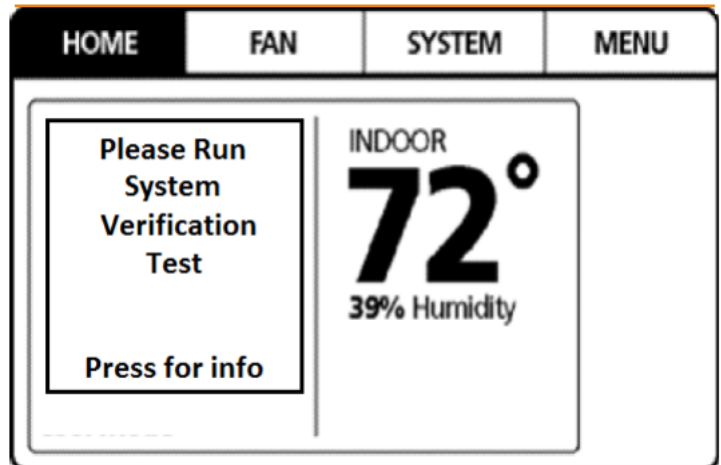 HOME FAN SYSTEM MENU
Please Run
System
Verification
Test
Press for info
INDOOR
72°
39% Humidity